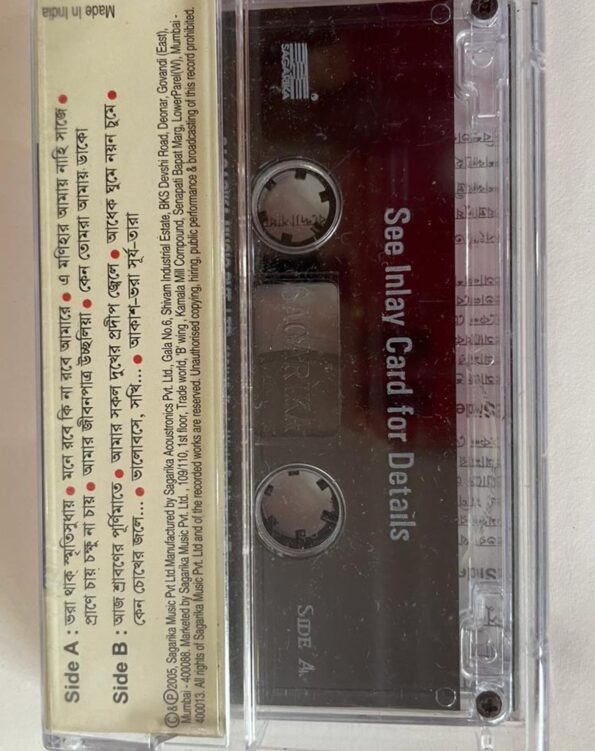 Made in India
Side A : ভরা থাক স্মৃতিসুধায় ● মনে রবে কি না রবে আমারে ● এ মণিহার আমায় নাহি সাজে ●
প্রাণে চায় চক্ষু না চায় ● আমার জীবনপাত্র উচ্ছলিয়া ● কেন তোমরা আমায় ডাকো
Side B : আজ শ্রাবণের পূর্ণিমাতে ● আমার সকল দুখের প্রদীপ জ্বেলে ● আধেক ঘুমে নয়ন চুমে ●
কেন চোখের জলে... ● ভালোবেসে, সখি... ● আকাশ-ভরা সূর্য-তারা
©&℗2005, Sagarika Music Pvt Ltd.Manufactured by Sagarika Acoustronics Pvt. Ltd., Gala No.6, Shivam Industrial Estate, BKS Devshi Road, Deonar, Govandi (East),
Mumbai - 400088. Marketed by Sagarika Music Pvt. Ltd., 109/110, 1st floor, Trade world, 'B' wing, Kamala Mill Compound, Senapati Bapat Marg, LowerParel(W), Mumbai -
400013. All rights of Sagarika Music Pvt. Ltd and of the recorded works are reserved. Unauthorised copying, hiring, public performance & broadcasting of this record prohibited.
SAGARIKA
See Inlay Card for Details
SAGARIKA
SIDE A